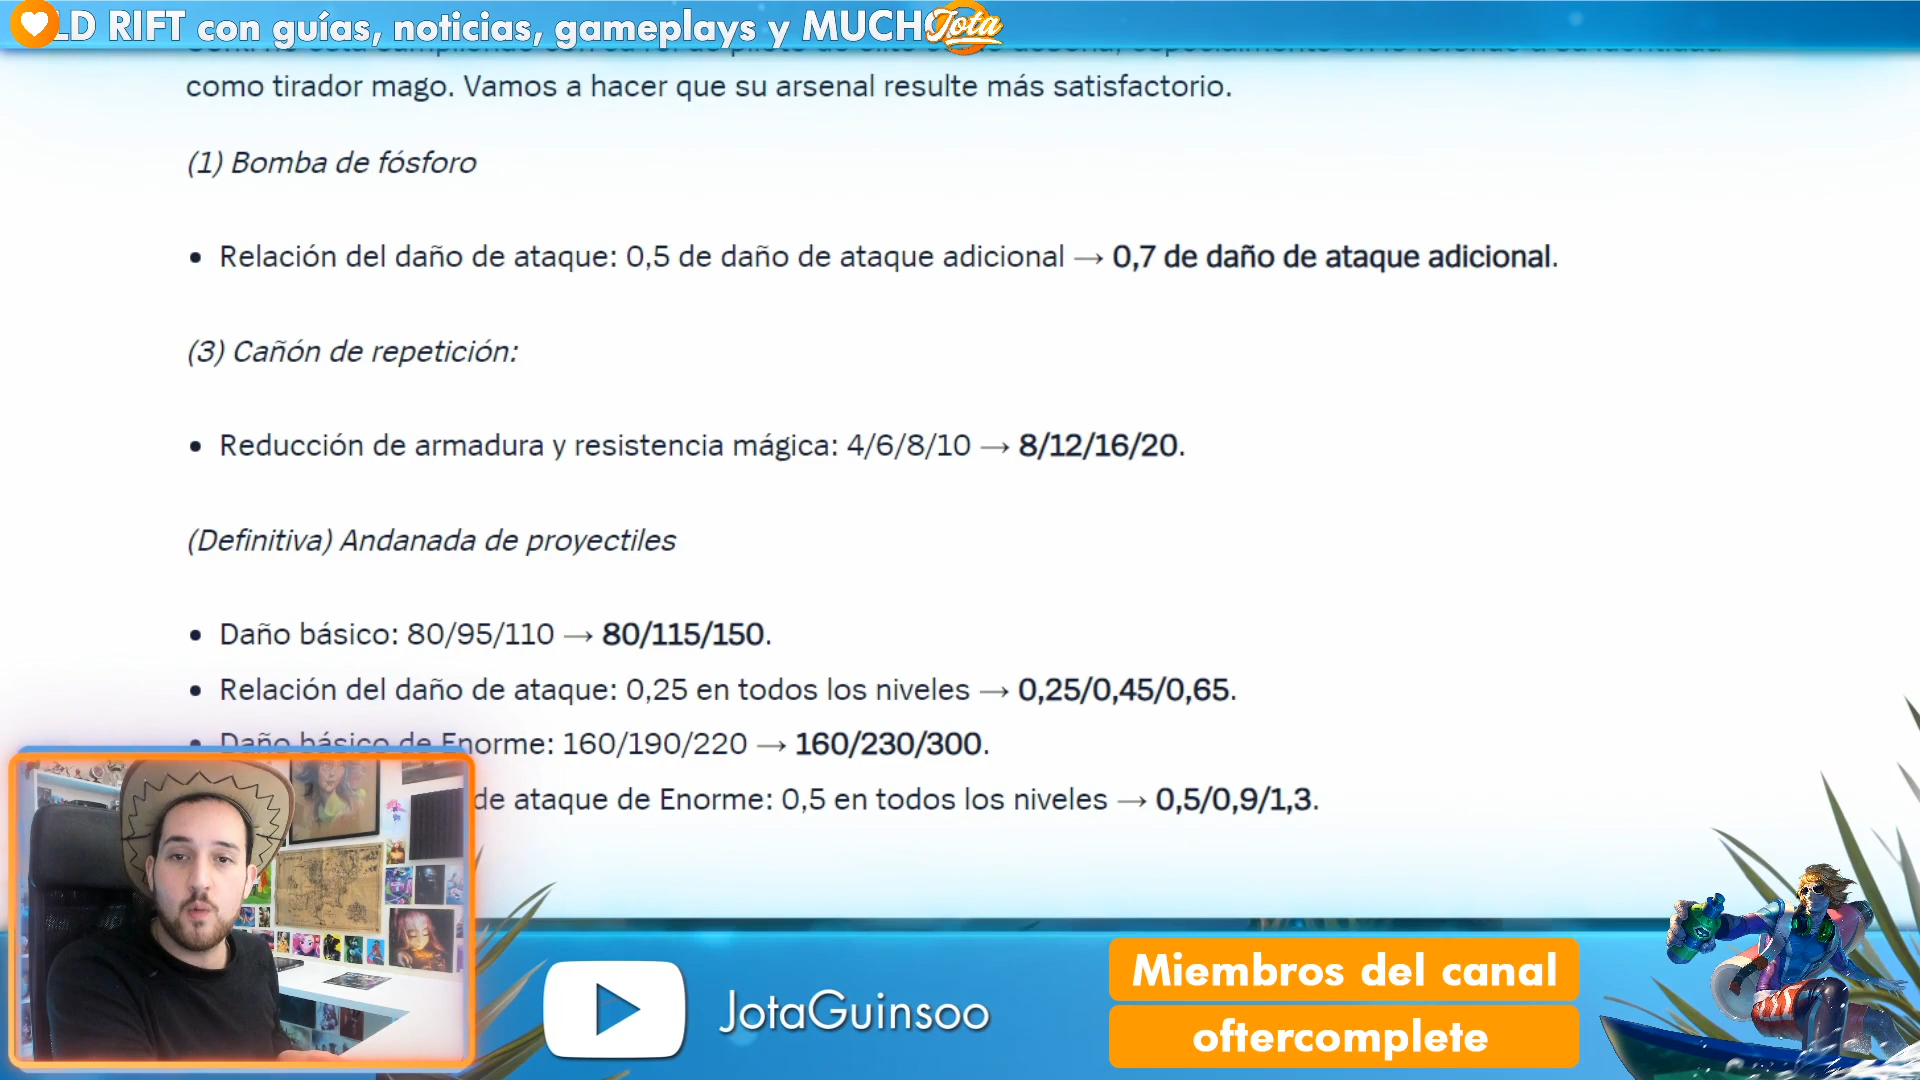 LD RIFT con guías, noticias, gameplays y MUCH
Jota
como tirador mago. Vamos a hacer que su arsenal resulte más satisfactorio.
(1) Bomba de fósforo
• Relación del daño de ataque: 0,5 de daño de ataque adicional → 0,7 de daño de ataque adicional.
(3) Cañón de repetición:
• Reducción de armadura y resistencia mágica: 4/6/8/10 → 8/12/16/20.
(Definitiva) Andanada de proyectiles
• Daño básico: 80/95/110 → 80/115/150.
• Relación del daño de ataque: 0,25 en todos los niveles → 0,25/0,45/0,65.
• Daño básico de Enorme: 160/190/220 → 160/230/300.
de ataque de Enorme: 0,5 en todos los niveles → 0,5/0,9/1,3.
JotaGuinsoo
Miembros del canal
oftercomplete